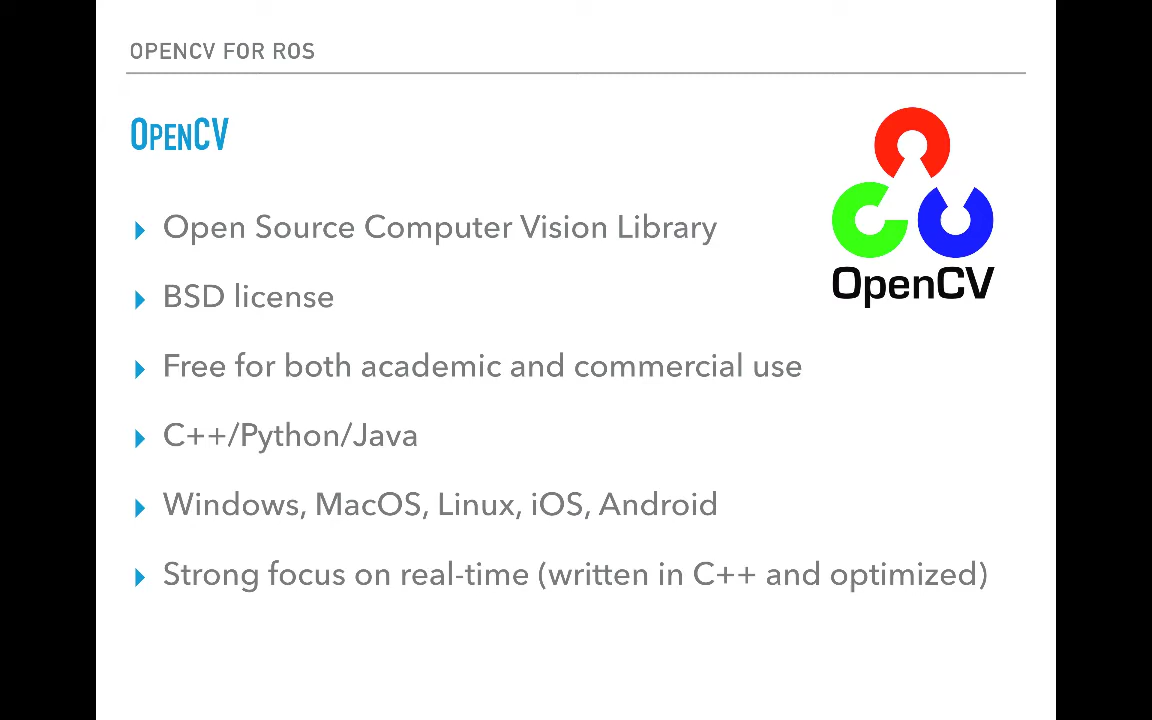 OPENCV FOR ROS
OPENCV
Open Source Computer Vision Library
BSD license
Free for both academic and commercial use
C++/Python/Java
Windows, MacOS, Linux, iOS, Android
Strong focus on real-time (written in C++ and optimized)
OpenCV